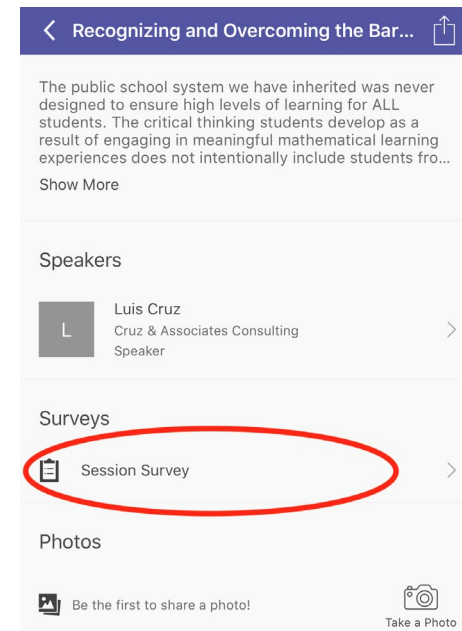 Recognizing and Overcoming the Bar...
The public school system we have inherited was never
designed to ensure high levels of learning for ALL
students. The critical thinking students develop as a
result of engaging in meaningful mathematical learning
experiences does not intentionally include students fro...
Show More
Speakers
L
Luis Cruz
Cruz & Associates Consulting
Speaker
Surveys
Session Survey
Photos
Be the first to share a photo!
Take a Photo